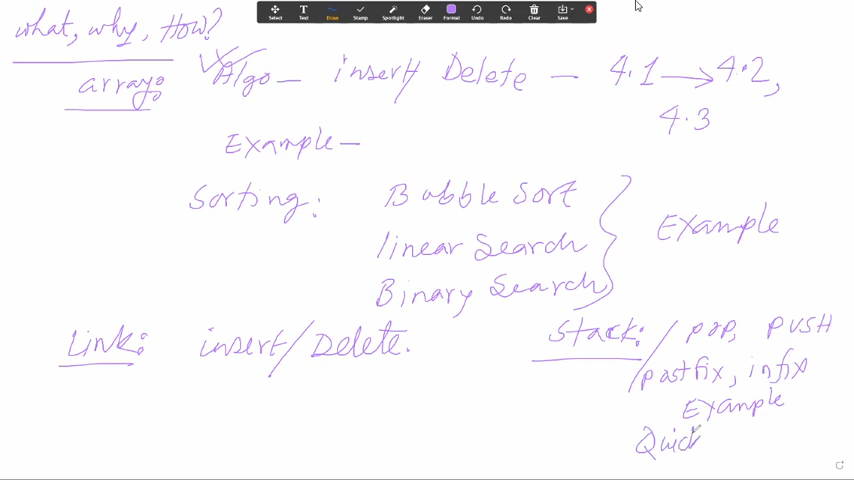 Select Text Draw Stamp Spotlight Eraser Format Undo Redo Clear Save
what, why, How?
array: Algo – insert/ Delete – 4.1 → 4.2,
4.3
Example –
Sorting: Bubble Sort
linear Search
Binary Search
Example
Link: insert/Delete.
Stack: / pop, PUSH
postfix, infix
Example
Quick